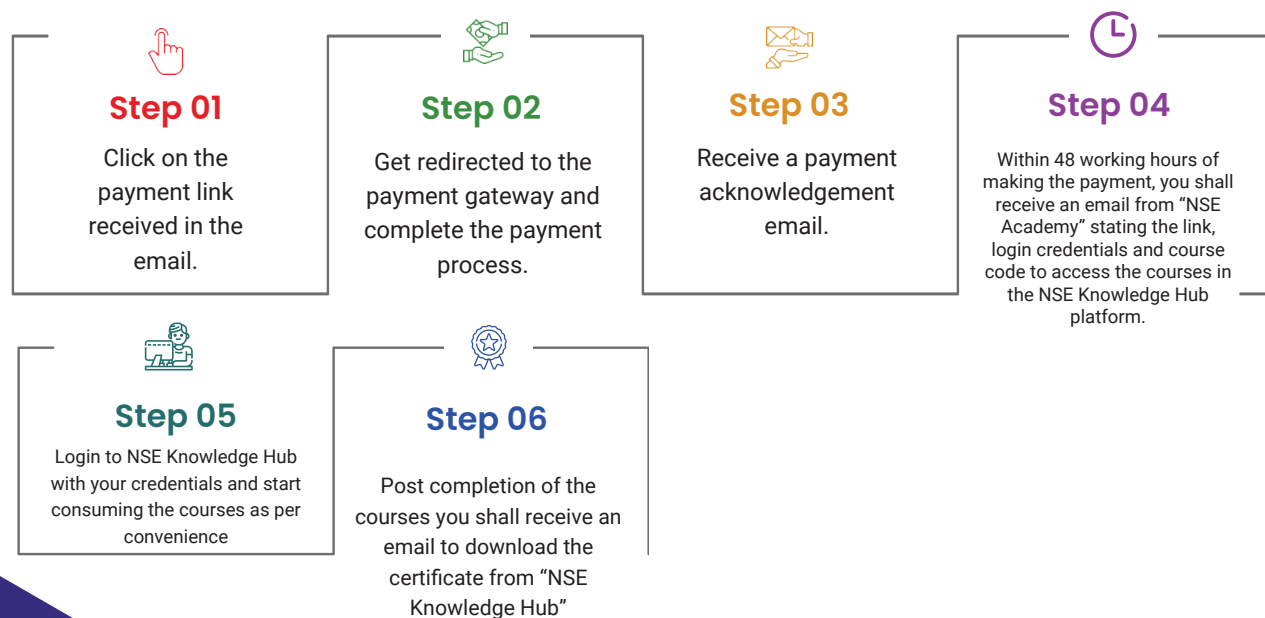 Step 01
Click on the
payment link
received in the
email.
Step 02
Get redirected to the
payment gateway and
complete the payment
process.
Step 03
Receive a payment
acknowledgement
email.
Step 04
Within 48 working hours of
making the payment, you shall
receive an email from “NSE
Academy” stating the link,
login credentials and course
code to access the courses in
the NSE Knowledge Hub
platform.
Step 05
Login to NSE Knowledge Hub
with your credentials and start
consuming the courses as per
convenience
Step 06
Post completion of the
courses you shall receive an
email to download the
certificate from “NSE
Knowledge Hub”